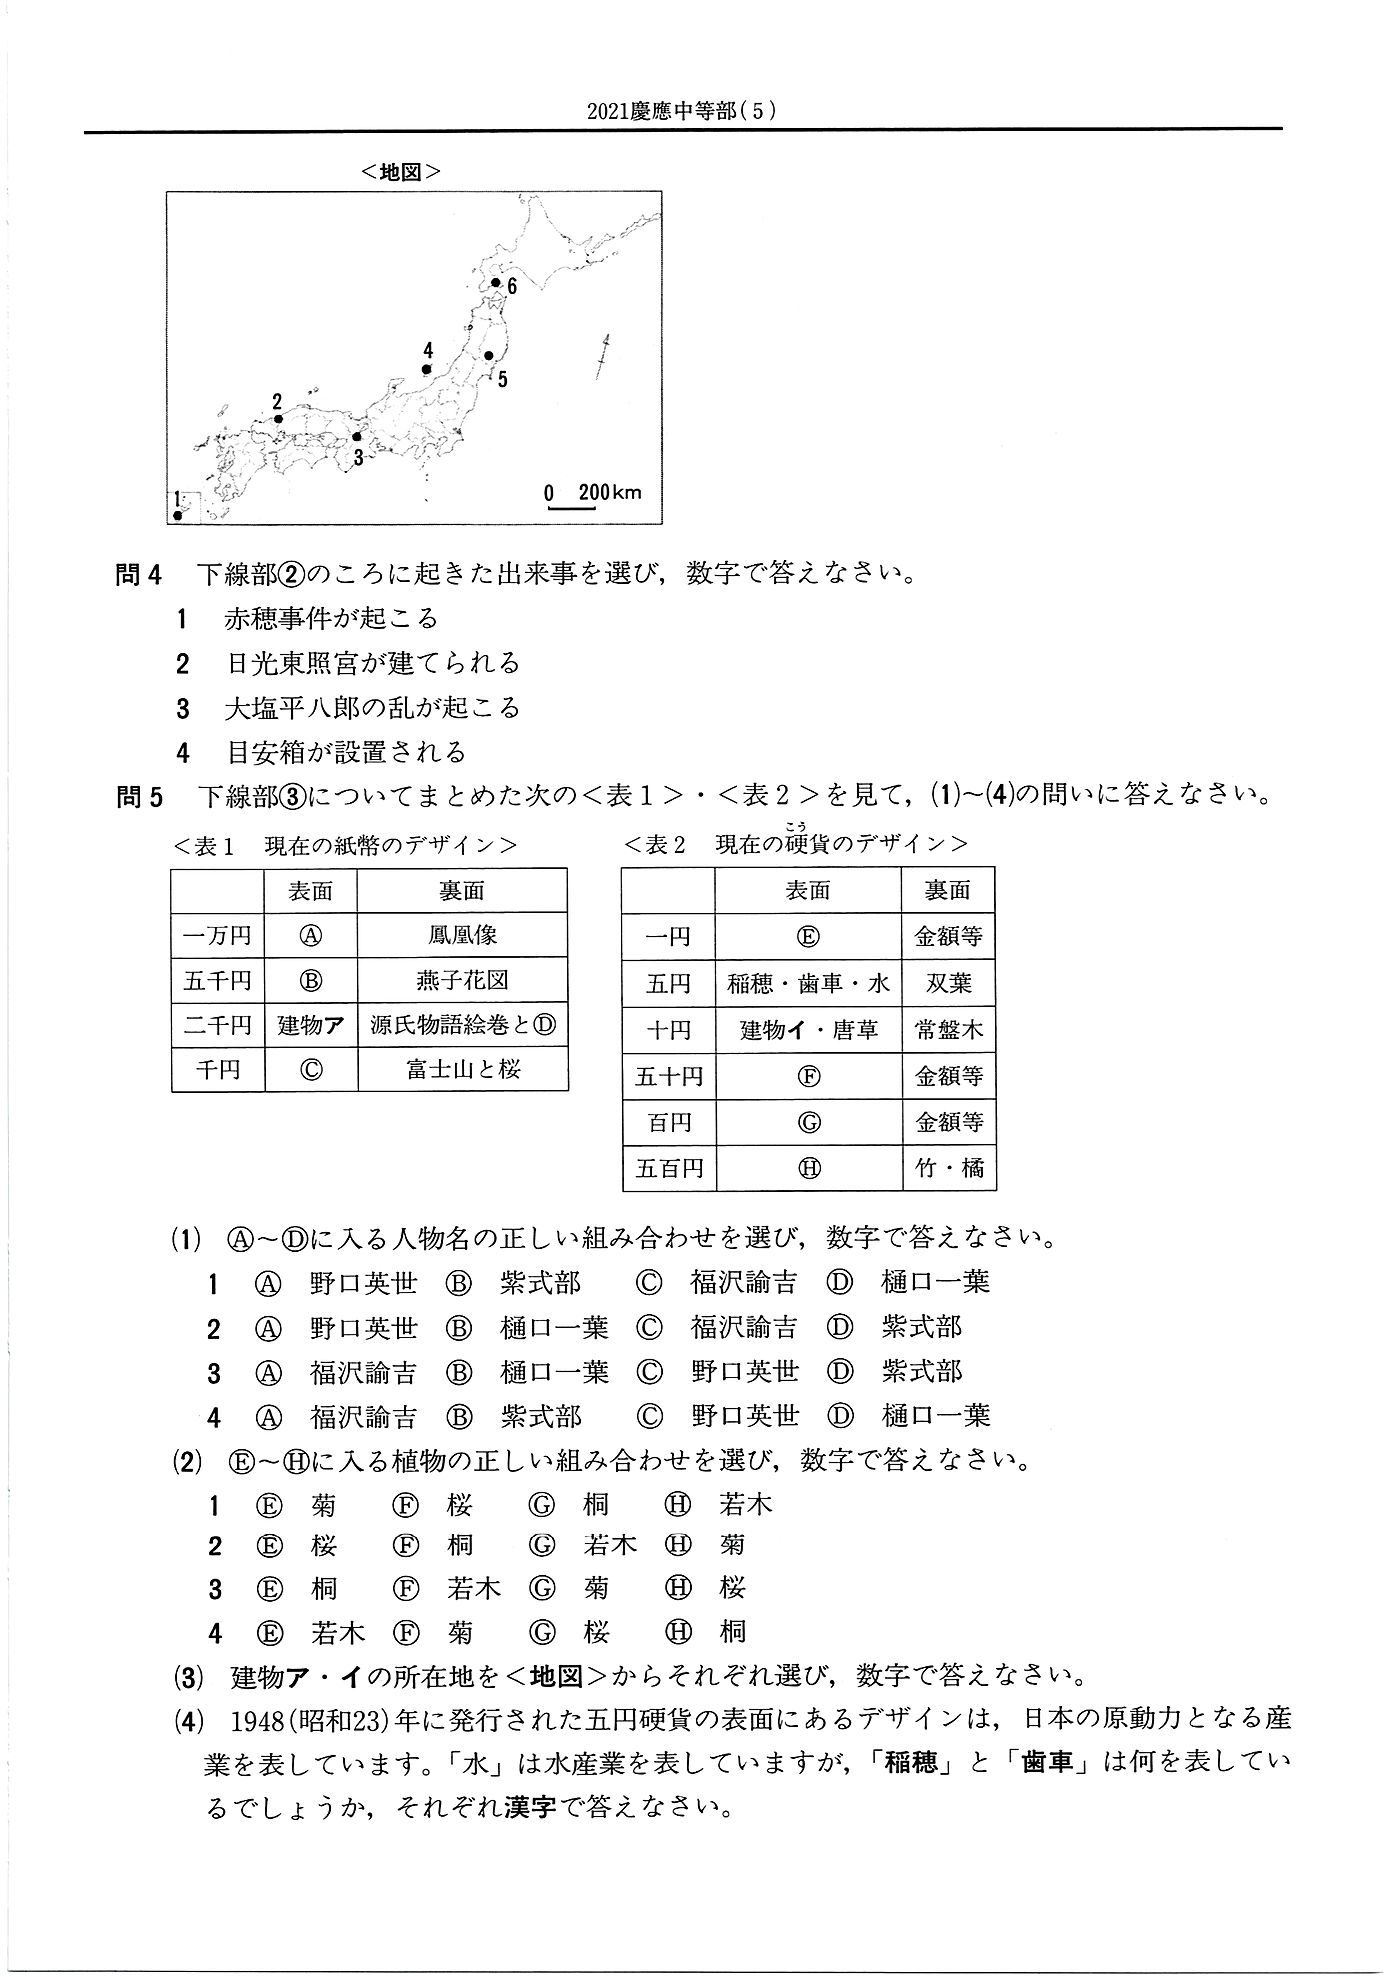 2021慶應中等部(5)
＜地図＞
6
4
5
2
3
1
0 200km
問4 下線部②のころに起きた出来事を選び，数字で答えなさい。
1 赤穂事件が起こる
2 日光東照宮が建てられる
3 大塩平八郎の乱が起こる
4 目安箱が設置される
問5 下線部③についてまとめた次の＜表1＞・＜表2＞を見て，(1)～(4)の問いに答えなさい。
＜表1 現在の紙幣のデザイン＞
表面 裏面
一万円 Ⓐ 鳳凰像
五千円 Ⓑ 燕子花図
二千円 建物ア 源氏物語絵巻とⒹ
千円 Ⓒ 富士山と桜
こう
＜表2 現在の硬貨のデザイン＞
表面 裏面
一円 Ⓔ 金額等
五円 稲穂・歯車・水 双葉
十円 建物イ・唐草 常盤木
五十円 Ⓕ 金額等
百円 Ⓖ 金額等
五百円 Ⓗ 竹・橘
(1) Ⓐ～Ⓓに入る人物名の正しい組み合わせを選び，数字で答えなさい。
1 Ⓐ 野口英世 Ⓑ 紫式部 Ⓒ 福沢諭吉 Ⓓ 樋口一葉
2 Ⓐ 野口英世 Ⓑ 樋口一葉 Ⓒ 福沢諭吉 Ⓓ 紫式部
3 Ⓐ 福沢諭吉 Ⓑ 樋口一葉 Ⓒ 野口英世 Ⓓ 紫式部
4 Ⓐ 福沢諭吉 Ⓑ 紫式部 Ⓒ 野口英世 Ⓓ 樋口一葉
(2) Ⓔ～Ⓗに入る植物の正しい組み合わせを選び，数字で答えなさい。
1 Ⓔ 菊 Ⓕ 桜 Ⓖ 桐 Ⓗ 若木
2 Ⓔ 桜 Ⓕ 桐 Ⓖ 若木 Ⓗ 菊
3 Ⓔ 桐 Ⓕ 若木 Ⓖ 菊 Ⓗ 桜
4 Ⓔ 若木 Ⓕ 菊 Ⓖ 桜 Ⓗ 桐
(3) 建物ア・イの所在地を＜地図＞からそれぞれ選び，数字で答えなさい。
(4) 1948(昭和23)年に発行された五円硬貨の表面にあるデザインは，日本の原動力となる産
業を表しています。「水」は水産業を表していますが，「稲穂」と「歯車」は何を表してい
るでしょうか，それぞれ漢字で答えなさい。